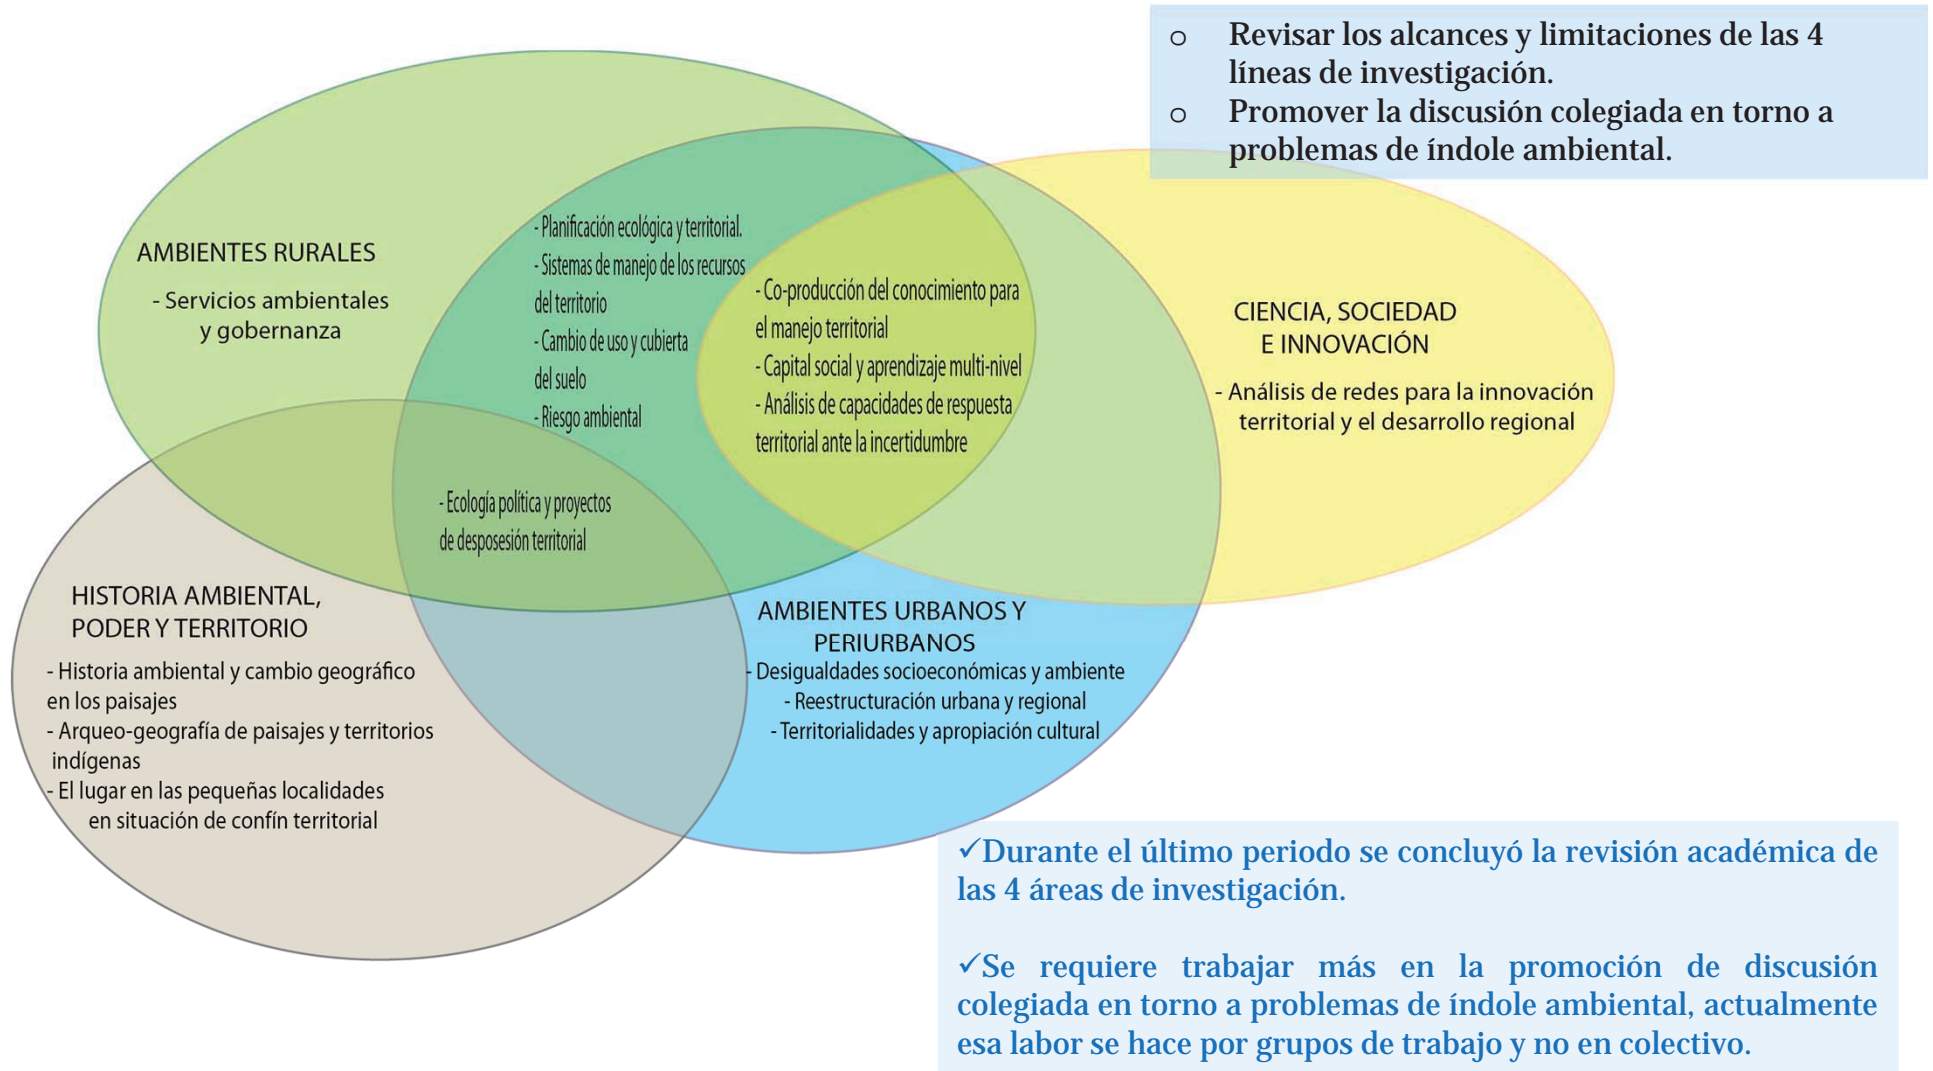 o Revisar los alcances y limitaciones de las 4
líneas de investigación.
o Promover la discusión colegiada en torno a
problemas de índole ambiental.
AMBIENTES RURALES
- Servicios ambientales
y gobernanza
- Planificación ecológica y territorial.
- Sistemas de manejo de los recursos
del territorio
- Cambio de uso y cubierta
del suelo
- Riesgo ambiental
- Co-producción del conocimiento para
el manejo territorial
- Capital social y aprendizaje multi-nivel
- Análisis de capacidades de respuesta
territorial ante la incertidumbre
CIENCIA, SOCIEDAD
E INNOVACIÓN
- Análisis de redes para la innovación
territorial y el desarrollo regional
- Ecología política y proyectos
de desposesión territorial
HISTORIA AMBIENTAL,
PODER Y TERRITORIO
- Historia ambiental y cambio geográfico
en los paisajes
- Arqueo-geografía de paisajes y territorios
indígenas
- El lugar en las pequeñas localidades
en situación de confín territorial
AMBIENTES URBANOS Y
PERIURBANOS
- Desigualdades socioeconómicas y ambiente
- Reestructuración urbana y regional
- Territorialidades y apropiación cultural
✓Durante el último periodo se concluyó la revisión académica de
las 4 áreas de investigación.
✓Se requiere trabajar más en la promoción de discusión
colegiada en torno a problemas de índole ambiental, actualmente
esa labor se hace por grupos de trabajo y no en colectivo.